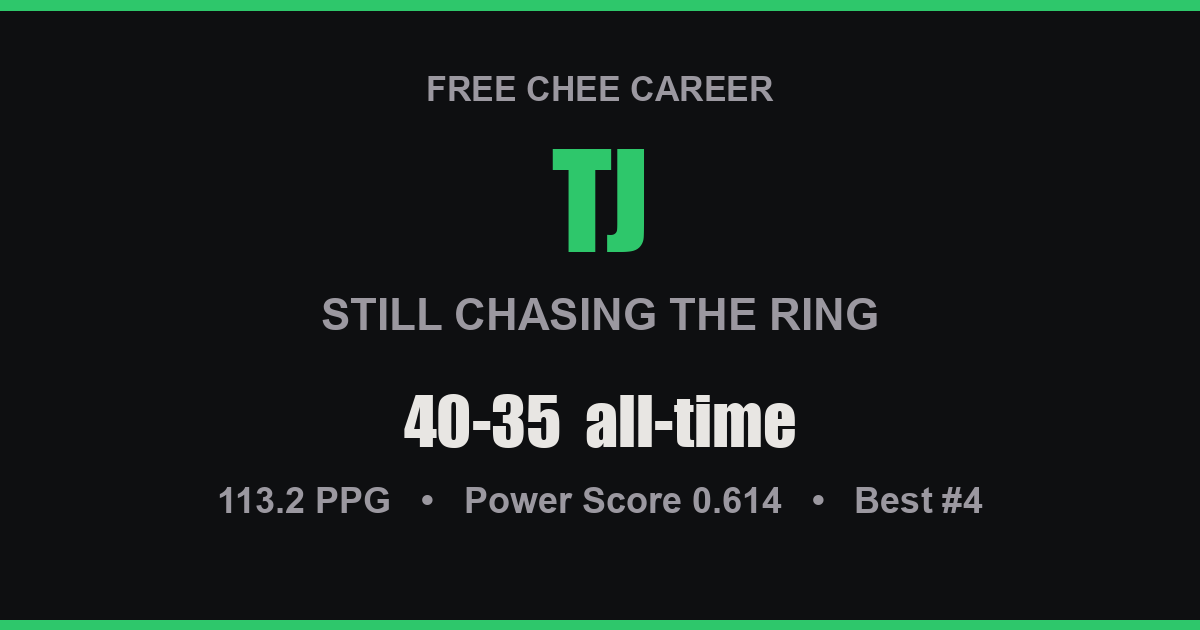 FREE CHEE CAREER
TJ
STILL CHASING THE RING
40-35 all-time
113.2 PPG • Power Score 0.614 • Best #4